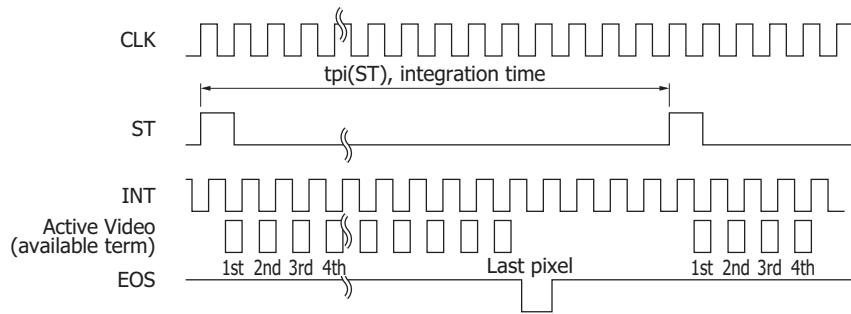 CLK
tpi(ST), integration time
ST
INT
Active Video
(available term)
1st 2nd 3rd 4th Last pixel 1st 2nd 3rd 4th
EOS